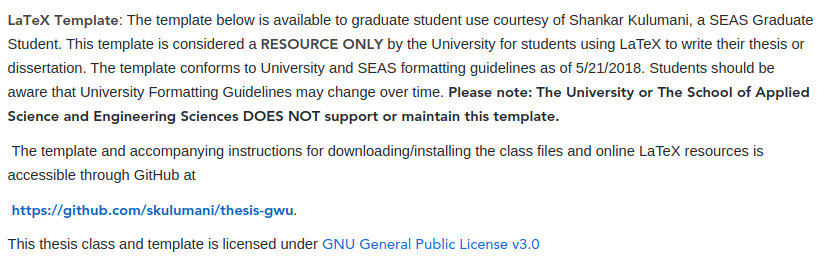 LaTeX Template: The template below is available to graduate student use courtesy of Shankar Kulumani, a SEAS Graduate
Student. This template is considered a RESOURCE ONLY by the University for students using LaTeX to write their thesis or
dissertation. The template conforms to University and SEAS formatting guidelines as of 5/21/2018. Students should be
aware that University Formatting Guidelines may change over time. Please note: The University or The School of Applied
Science and Engineering Sciences DOES NOT support or maintain this template.
The template and accompanying instructions for downloading/installing the class files and online LaTeX resources is
accessible through GitHub at
https://github.com/skulumani/thesis-gwu.
This thesis class and template is licensed under GNU General Public License v3.0